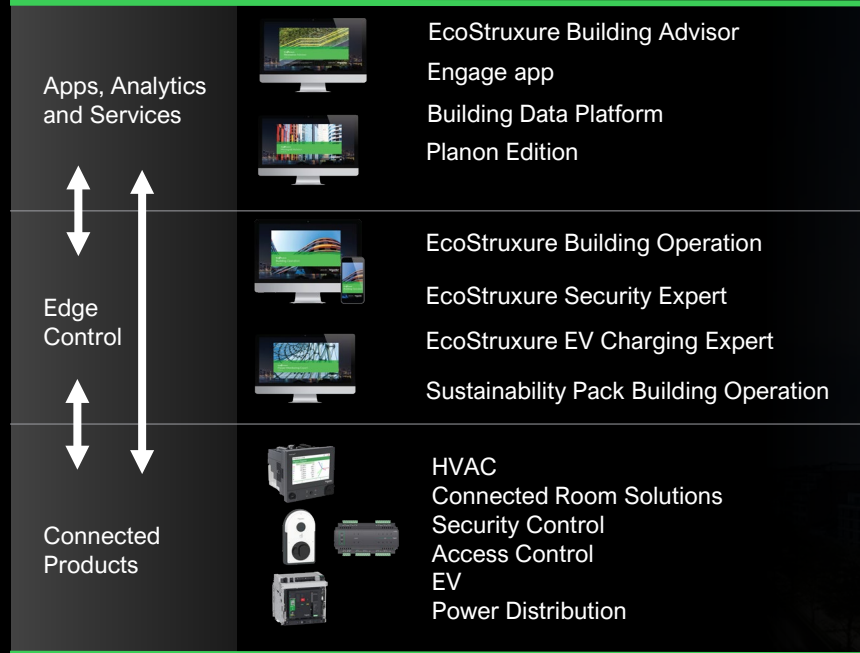 Apps, Analytics
and Services
EcoStruxure Building Advisor
Engage app
Building Data Platform
Planon Edition
Edge
Control
EcoStruxure Building Operation
EcoStruxure Security Expert
EcoStruxure EV Charging Expert
Sustainability Pack Building Operation
Connected
Products
HVAC
Connected Room Solutions
Security Control
Access Control
EV
Power Distribution